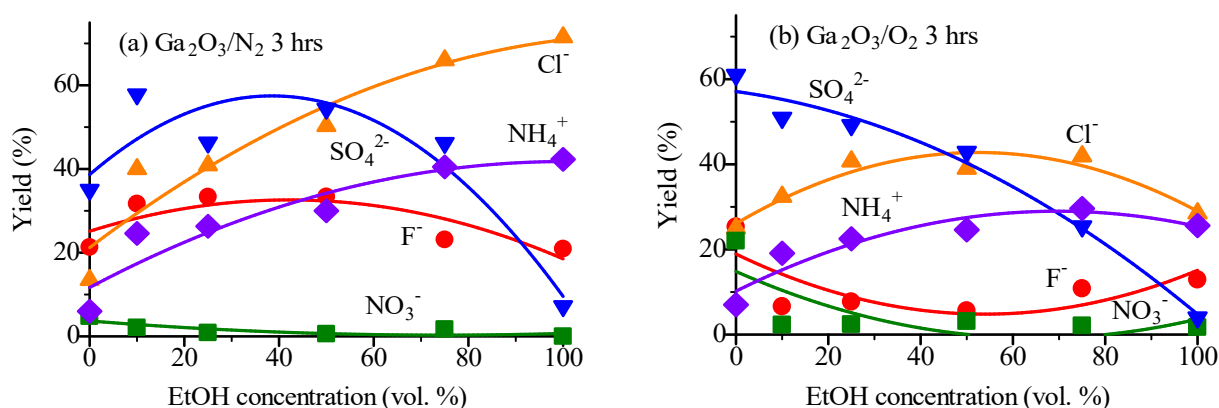 (a) Ga₂O₃/N₂ 3 hrs
Cl⁻
NH₄⁺
SO₄²⁻
F⁻
NO₃⁻
Yield (%)
60
40
20
0
0 20 40 60 80 100
EtOH concentration (vol. %)
(b) Ga₂O₃/O₂ 3 hrs
SO₄²⁻
Cl⁻
NH₄⁺
F⁻
NO₃⁻
Yield (%)
60
40
20
0
0 20 40 60 80 100
EtOH concentration (vol. %)